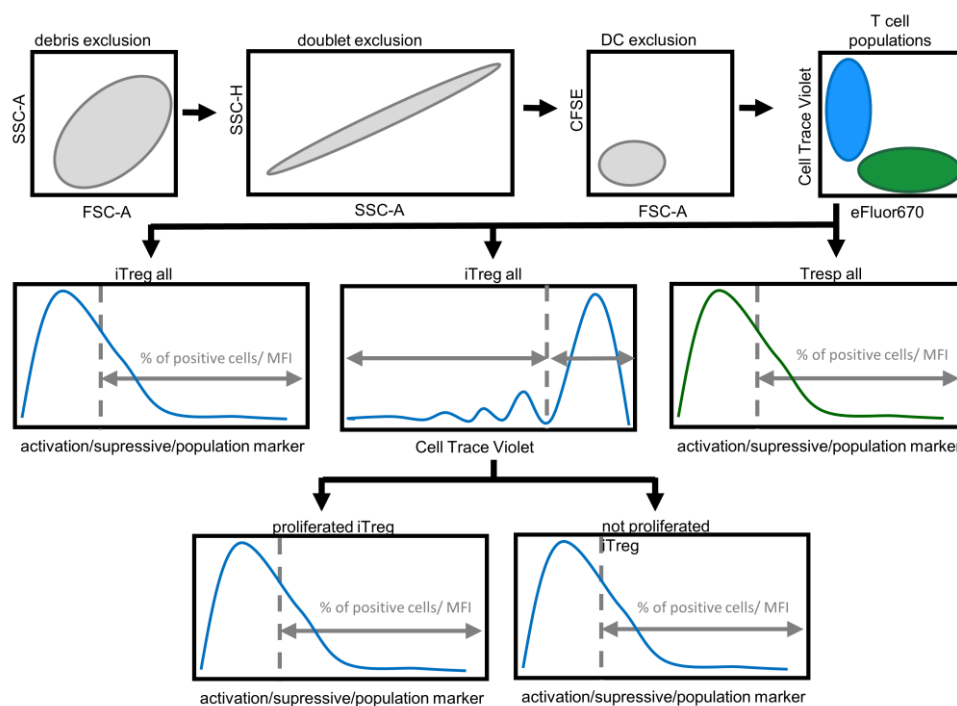 debris exclusion
doublet exclusion
DC exclusion
T cell
populations
SSC-A
FSC-A
SSC-H
SSC-A
CFSE
FSC-A
Cell Trace Violet
eFluor670
iTreg all
iTreg all
Tresp all
% of positive cells/ MFI
% of positive cells/ MFI
activation/supressive/population marker
Cell Trace Violet
activation/supressive/population marker
proliferated iTreg
not proliferated
iTreg
% of positive cells/ MFI
% of positive cells/ MFI
activation/supressive/population marker
activation/supressive/population marker